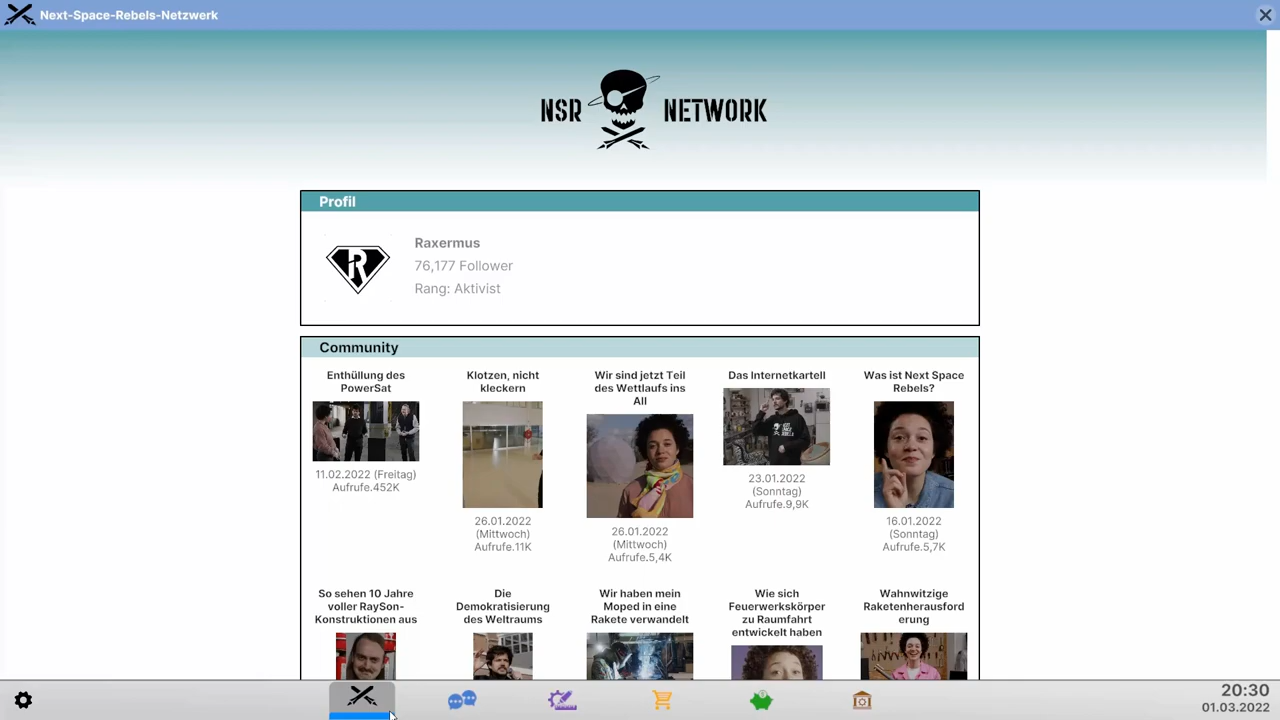 Next-Space-Rebels-Netzwerk
NSR NETWORK
Profil
R
Raxermus
76,177 Follower
Rang: Aktivist
Community
Enthüllung des
PowerSat
11.02.2022 (Freitag)
Aufrufe.452K
Klotzen, nicht
kleckern
26.01.2022
(Mittwoch)
Aufrufe.11K
Wir sind jetzt Teil
des Wettlaufs ins
All
26.01.2022
(Mittwoch)
Aufrufe.5,4K
Das Internetkartell
23.01.2022
(Sonntag)
Aufrufe.9,9K
Was ist Next Space
Rebels?
16.01.2022
(Sonntag)
Aufrufe.5,7K
So sehen 10 Jahre
voller RaySon-
Konstruktionen aus
Die
Demokratisierung
des Weltraums
Wir haben mein
Moped in eine
Rakete verwandelt
Wie sich
Feuerwerkskörper
zu Raumfahrt
entwickelt haben
Wahnwitzige
Raketenherausford
erung
20:30
01.03.2022